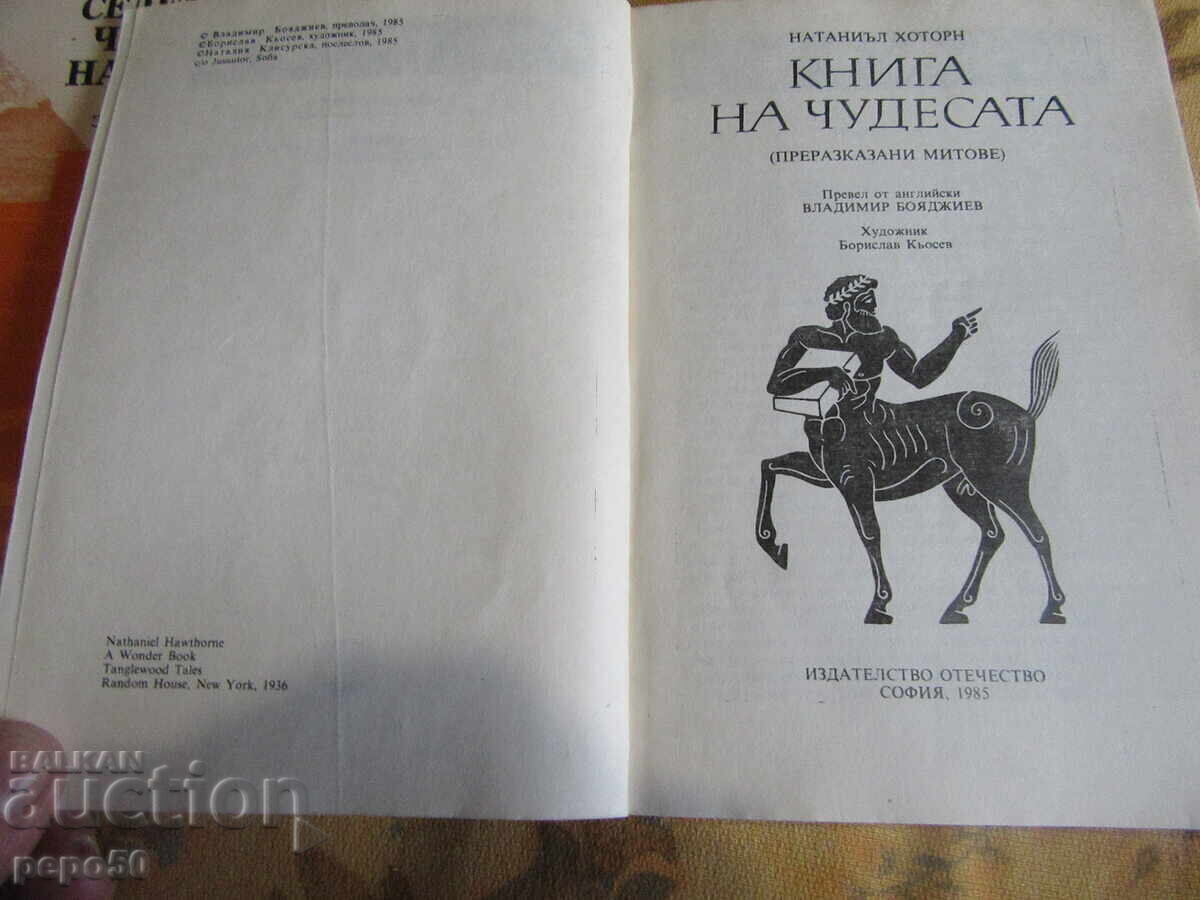 © Владимир Бояджиев, преводач, 1985
©Борислав Кьосев, художник, 1985
©Наталия Клисурска, послеслов, 1985
c/o Jusautor, Sofia
Nathaniel Hawthorne
A Wonder Book
Tanglewood Tales
Random House, New York, 1936
НАТАНИЪЛ ХОТОРН
КНИГА
НА ЧУДЕСАТА
(ПРЕРАЗКАЗАНИ МИТОВЕ)
Превел от английски
ВЛАДИМИР БОЯДЖИЕВ
Художник
Борислав Кьосев
ИЗДАТЕЛСТВО ОТЕЧЕСТВО
СОФИЯ, 1985
BALKAN
auction
pepo50